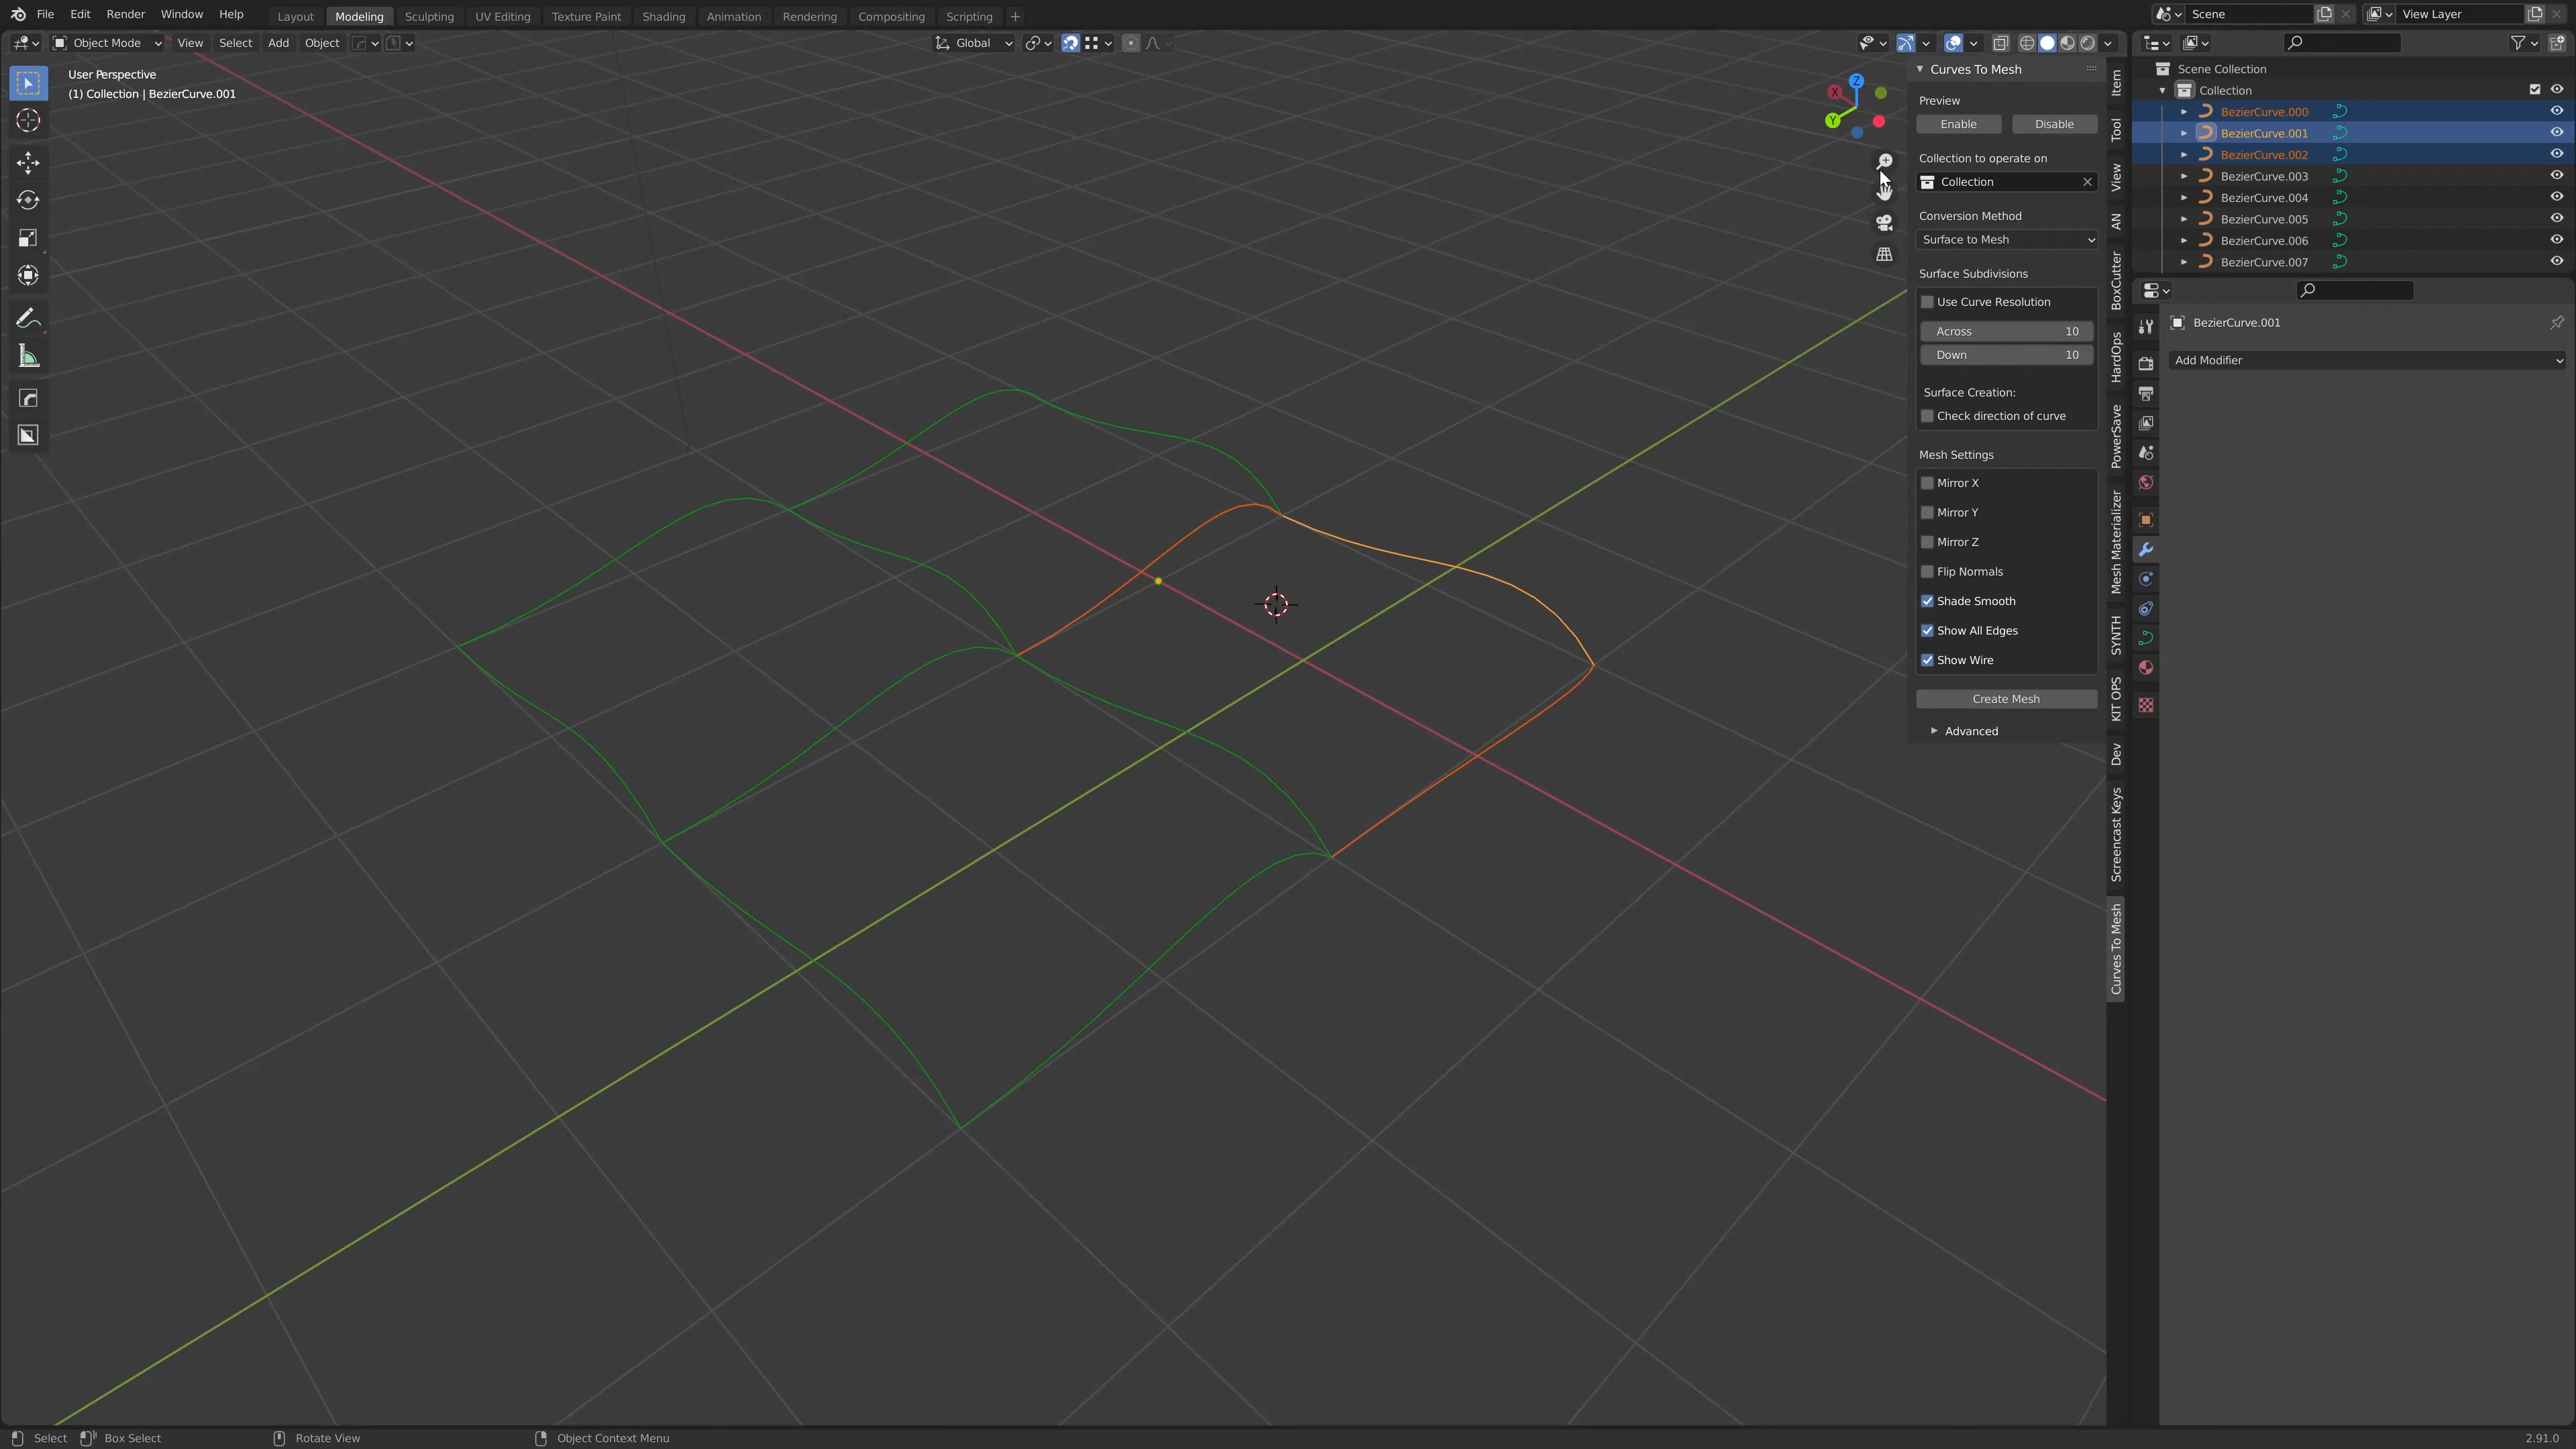 File Edit Render Window Help Layout Modeling Sculpting UV Editing Texture Paint Shading Animation Rendering Compositing Scripting + Scene View Layer
Object Mode View Select Add Object Global
User Perspective
(1) Collection | BezierCurve.001
Z
X
Y
Curves To Mesh
Preview
Enable Disable
Collection to operate on
Collection
Conversion Method
Surface to Mesh
Surface Subdivisions
Use Curve Resolution
Across 10
Down 10
Surface Creation:
Check direction of curve
Mesh Settings
Mirror X
Mirror Y
Mirror Z
Flip Normals
Shade Smooth
Show All Edges
Show Wire
Create Mesh
Advanced
Item
Tool
View
AN
BoxCutter
HardOps
PowerSave
Mesh Materializer
SYNTH
KIT OPS
Dev
Screencast Keys
Curves To Mesh
Scene Collection
Collection
BezierCurve.000
BezierCurve.001
BezierCurve.002
BezierCurve.003
BezierCurve.004
BezierCurve.005
BezierCurve.006
BezierCurve.007
BezierCurve.001
Add Modifier
Select Box Select Rotate View Object Context Menu 2.91.0